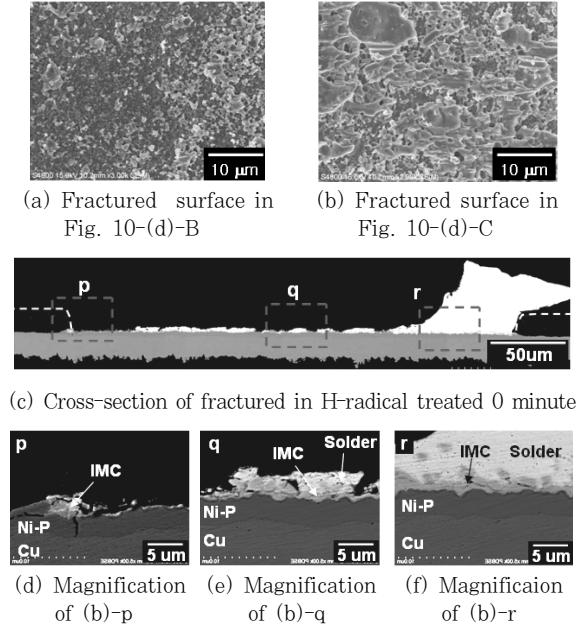 10 μm
10 μm
(a) Fractured surface in
Fig. 10-(d)-B
(b) Fractured surface in
Fig. 10-(d)-C
p
q
r
50um
(c) Cross-section of fractured in H-radical treated 0 minute
p
IMC
Ni-P
Cu
5 um
q
Solder
IMC
Ni-P
Cu
5 um
r
IMC Solder
Ni-P
Cu
5 um
(d) Magnification
of (b)-p
(e) Magnification
of (b)-q
(f) Magnificaion
of (b)-r